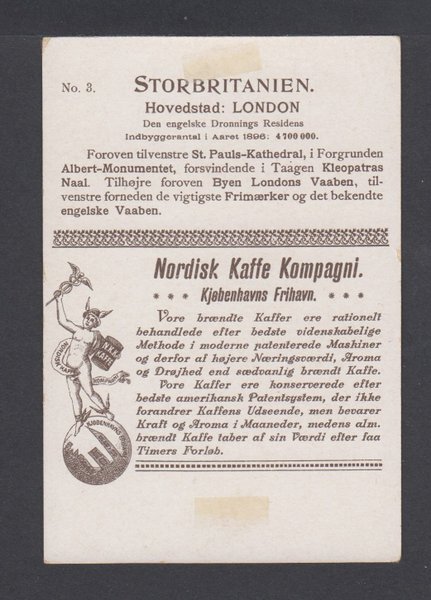 No. 3.
STORBRITANIEN.
Hovedstad: LONDON
Den engelske Dronnings Residens
Indbyggerantal i Aaret 1896: 4 700 000.
Foroven tilvenstre St. Pauls-Kathedral, i Forgrunden
Albert-Monumentet, forsvindende i Taagen Kleopatras
Naal. Tilhøjre foroven Byen Londons Vaaben, til-
venstre forneden de vigtigste Frimærker og det bekendte
engelske Vaaben.
Nordisk Kaffe Kompagni.
Kjøbenhavns Frihavn.
Vore brændte Kaffer ere rationelt
behandlede efter bedste videnskabelige
Methode i moderne patenterede Maskiner
og derfor af højere Næringsværdi, Aroma
og Drøjhed end sædvanlig brændt Kaffe.
Vore Kaffer ere konserverede efter
bedste amerikansk Patentsystem, der ikke
forandrer Kaffens Udseende, men bevarer
Kraft og Aroma i Maaneder, medens alm.
brændt Kaffe taber af sin Værdi efter faa
Timers Forløb.